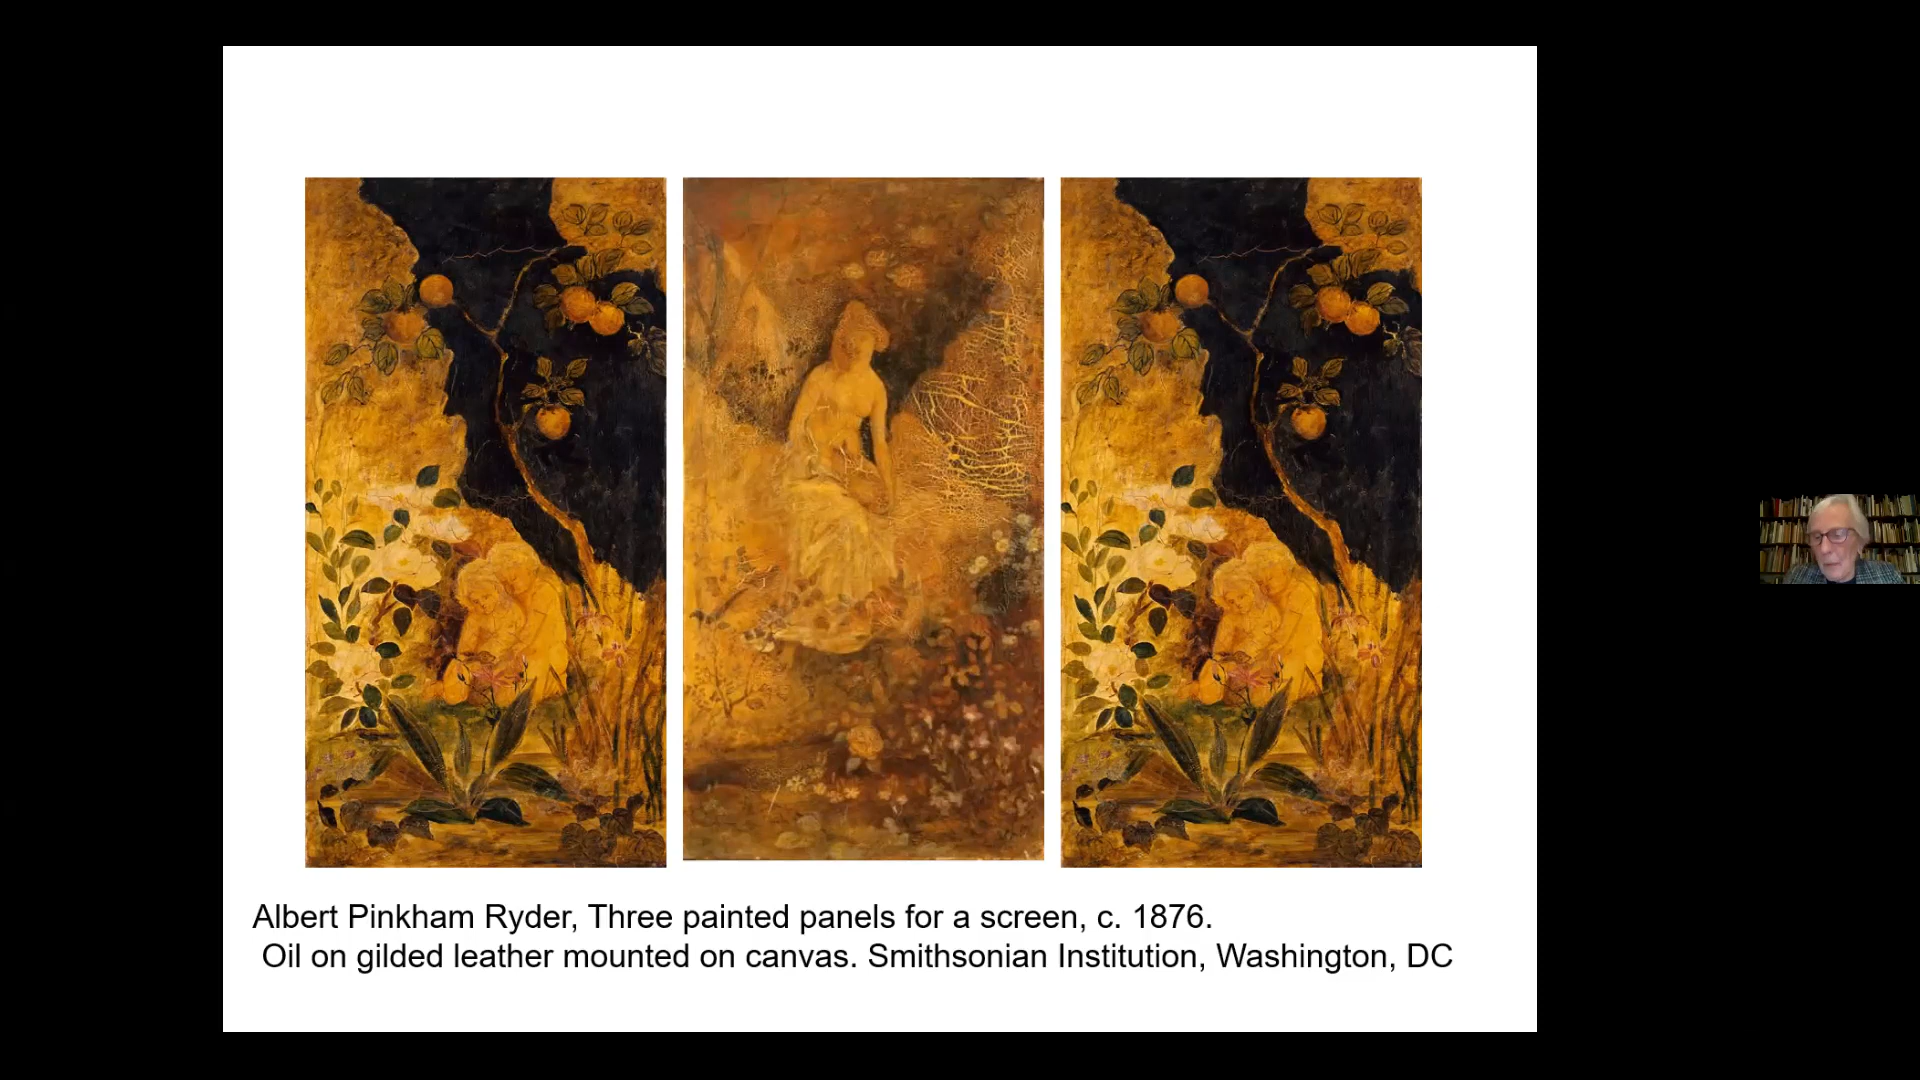 Albert Pinkham Ryder, Three painted panels for a screen, c. 1876.
Oil on gilded leather mounted on canvas. Smithsonian Institution, Washington, DC